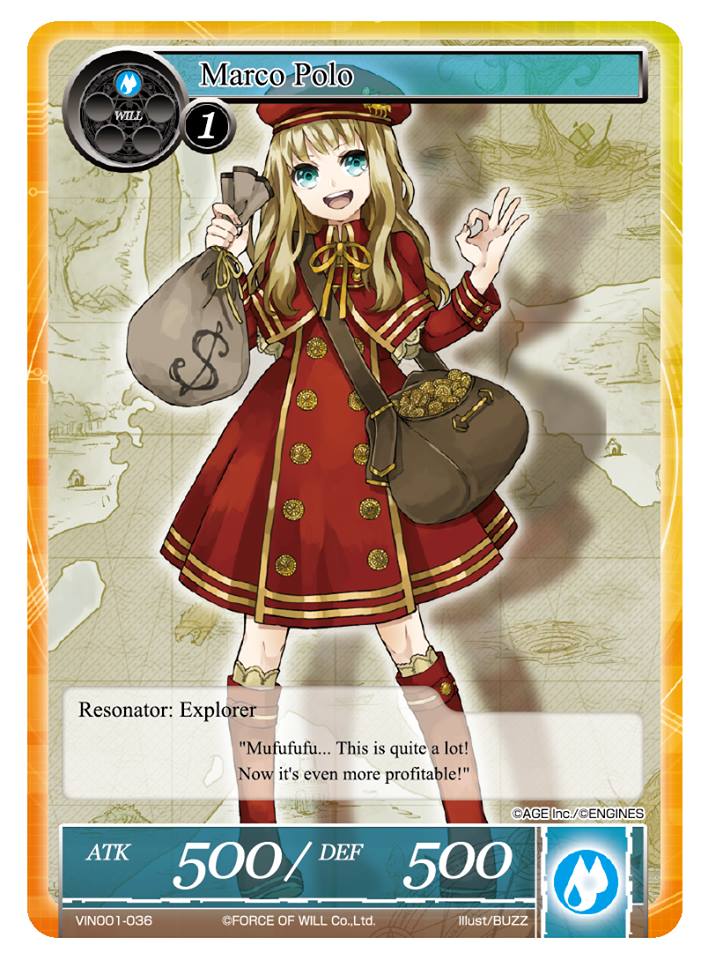 Marco Polo
WILL
1
$
Resonator: Explorer
"Mufufufu... This is quite a lot!
Now it's even more profitable!"
©AGE Inc./©ENGINES
ATK 500/ DEF 500
VIN001-036 ©FORCE OF WILL Co.,Ltd. Illust/BUZZ